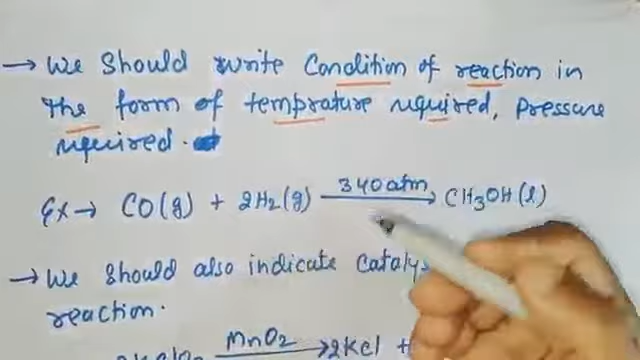 → We Should write Condition of reaction in
the form of temprature required, pressure
required.
Ex → CO(g) + 2H₂(g) 340 atm → CH₃OH(l)
→ We should also indicate
reaction.
MnO₂ → 2KCl +